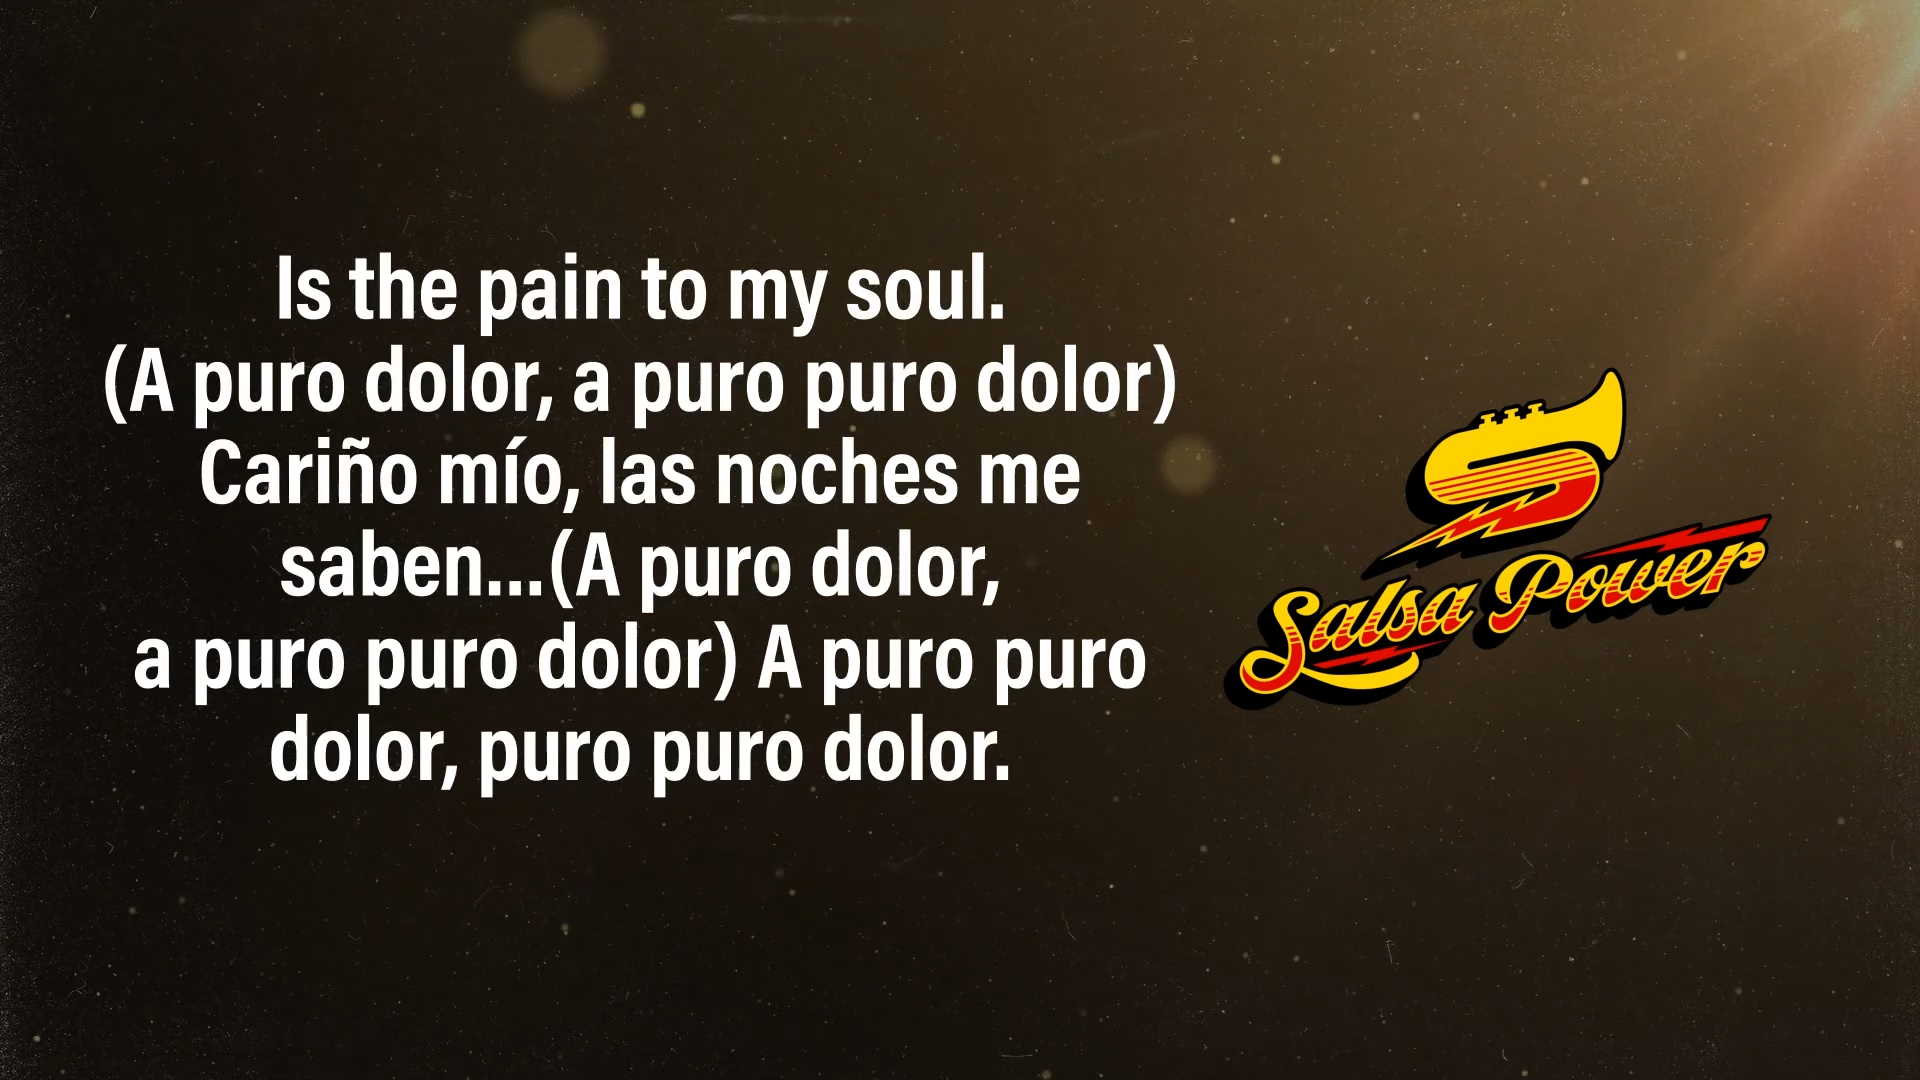 Is the pain to my soul.
(A puro dolor, a puro puro dolor)
Cariño mío, las noches me
saben...(A puro dolor,
a puro puro dolor) A puro puro
dolor, puro puro dolor.
Salsa Power